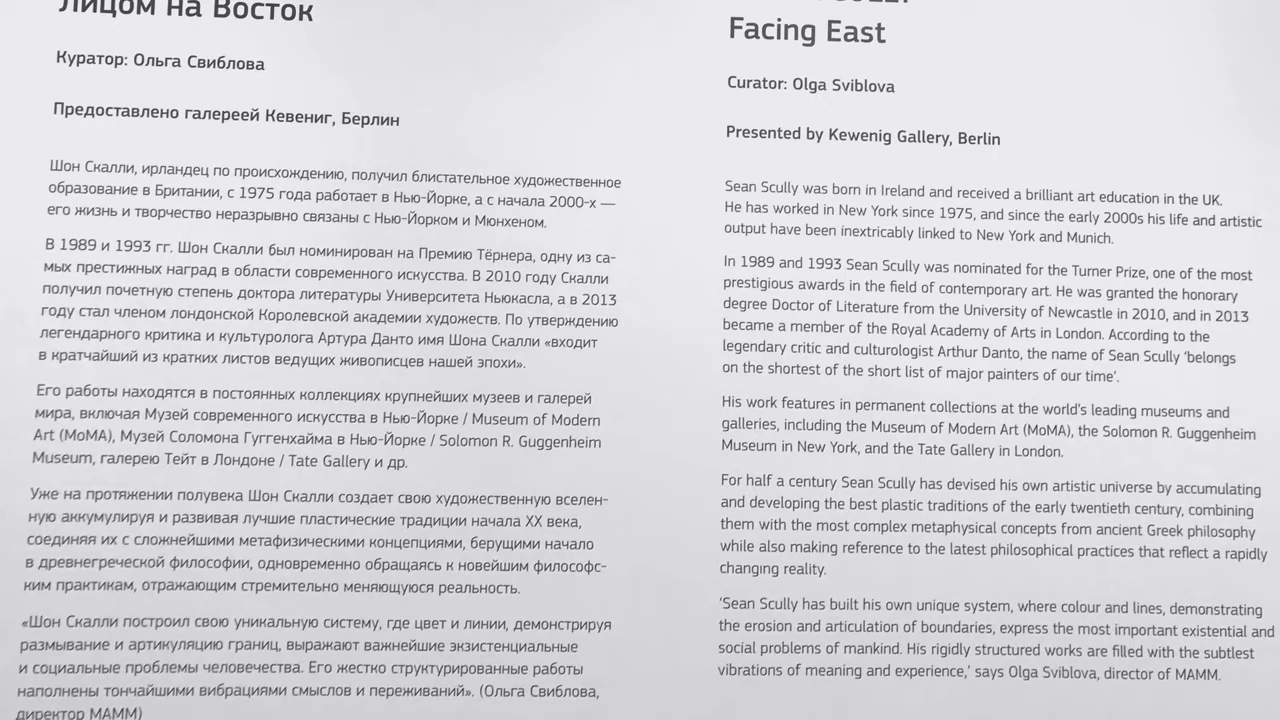 Лицом на Восток
Куратор: Ольга Свиблова
Предоставлено галереей Кевениг, Берлин
Шон Скалли, ирландец по происхождению, получил блистательное художественное
образование в Британии, с 1975 года работает в Нью-Йорке, а с начала 2000-х —
его жизнь и творчество неразрывно связаны с Нью-Йорком и Мюнхеном.
В 1989 и 1993 гг. Шон Скалли был номинирован на Премию Тёрнера, одну из са-
мых престижных наград в области современного искусства. В 2010 году Скалли
получил почетную степень доктора литературы Университета Ньюкасла, а в 2013
году стал членом лондонской Королевской академии художеств. По утверждению
легендарного критика и культуролога Артура Данто имя Шона Скалли «входит
в кратчайший из кратких листов ведущих живописцев нашей эпохи».
Его работы находятся в постоянных коллекциях крупнейших музеев и галерей
мира, включая Музей современного искусства в Нью-Йорке / Museum of Modern
Art (MoMA), Музей Соломона Гуггенхайма в Нью-Йорке / Solomon R. Guggenheim
Museum, галерею Тейт в Лондоне / Tate Gallery и др.
Уже на протяжении полувека Шон Скалли создает свою художественную вселен-
ную аккумулируя и развивая лучшие пластические традиции начала XX века,
соединяя их с сложнейшими метафизическими концепциями, берущими начало
в древнегреческой философии, одновременно обращаясь к новейшим философс-
ким практикам, отражающим стремительно меняющуюся реальность.
«Шон Скалли построил свою уникальную систему, где цвет и линии, демонстрируя
размывание и артикуляцию границ, выражают важнейшие экзистенциальные
и социальные проблемы человечества. Его жестко структурированные работы
наполнены тончайшими вибрациями смыслов и переживаний». (Ольга Свиблова,
директор МАММ)
Facing East
Curator: Olga Sviblova
Presented by Kewenig Gallery, Berlin
Sean Scully was born in Ireland and received a brilliant art education in the UK.
He has worked in New York since 1975, and since the early 2000s his life and artistic
output have been inextricably linked to New York and Munich.
In 1989 and 1993 Sean Scully was nominated for the Turner Prize, one of the most
prestigious awards in the field of contemporary art. He was granted the honorary
degree Doctor of Literature from the University of Newcastle in 2010, and in 2013
became a member of the Royal Academy of Arts in London. According to the
legendary critic and culturologist Arthur Danto, the name of Sean Scully ‘belongs
on the shortest of the short list of major painters of our time’.
His work features in permanent collections at the world’s leading museums and
galleries, including the Museum of Modern Art (MoMA), the Solomon R. Guggenheim
Museum in New York, and the Tate Gallery in London.
For half a century Sean Scully has devised his own artistic universe by accumulating
and developing the best plastic traditions of the early twentieth century, combining
them with the most complex metaphysical concepts from ancient Greek philosophy
while also making reference to the latest philosophical practices that reflect a rapidly
changing reality.
‘Sean Scully has built his own unique system, where colour and lines, demonstrating
the erosion and articulation of boundaries, express the most important existential and
social problems of mankind. His rigidly structured works are filled with the subtlest
vibrations of meaning and experience,’ says Olga Sviblova, director of MAMM.